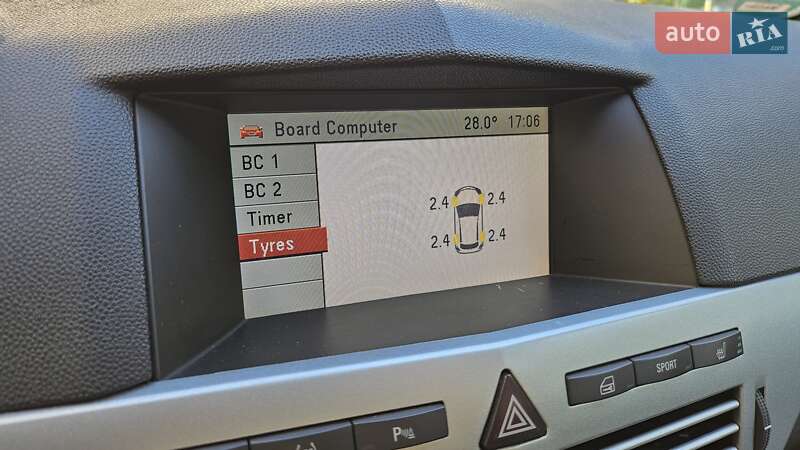 auto RIA .com
Board Computer 28.0° 17:06
BC 1
BC 2
Timer
Tyres
2.4 2.4
2.4 2.4
SPORT
P